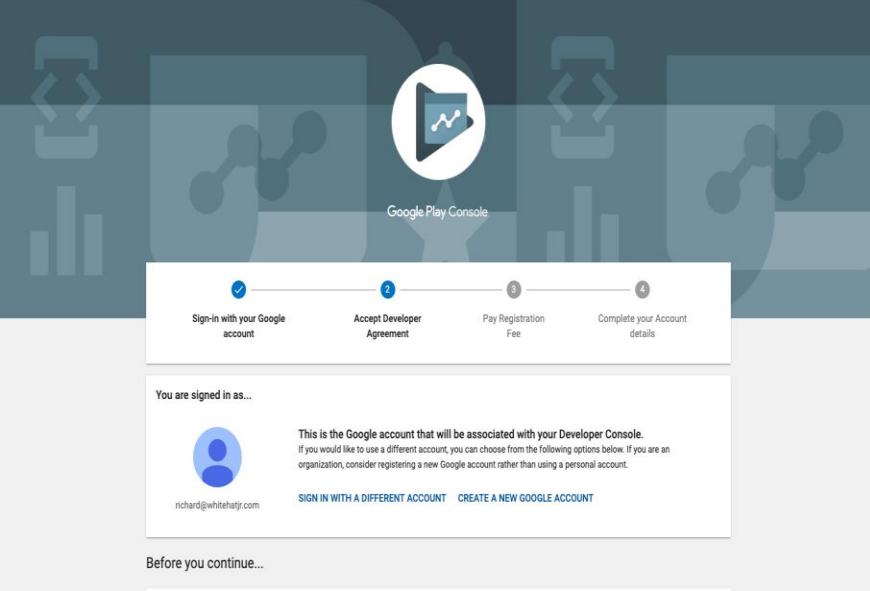 Google Play Console
2
3
4
Sign-in with your Google
account
Accept Developer
Agreement
Pay Registration
Fee
Complete your Account
details
You are signed in as...
This is the Google account that will be associated with your Developer Console.
If you would like to use a different account, you can choose from the following options below. If you are an
organization, consider registering a new Google account rather than using a personal account.
SIGN IN WITH A DIFFERENT ACCOUNT CREATE A NEW GOOGLE ACCOUNT
richard@whitehatjr.com
Before you continue...